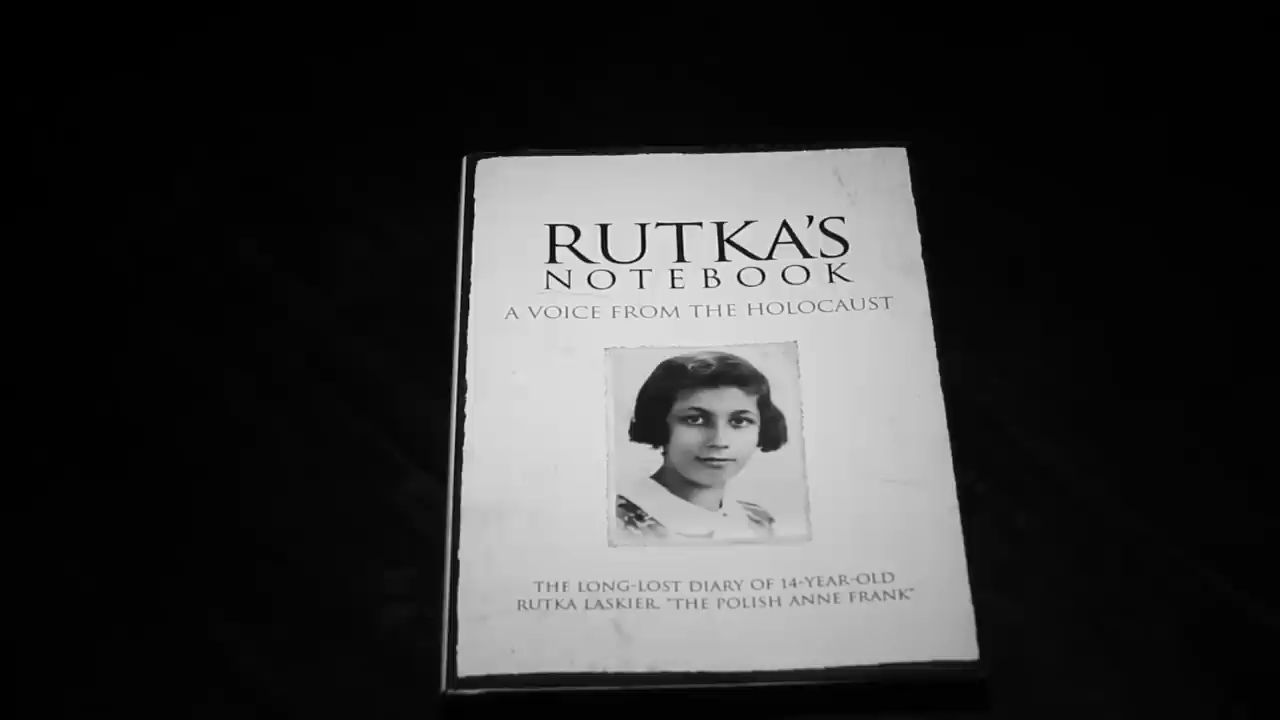 RUTKA'S
NOTEBOOK
A VOICE FROM THE HOLOCAUST
THE LONG-LOST DIARY OF 14-YEAR-OLD
RUTKA LASKIER, "THE POLISH ANNE FRANK"